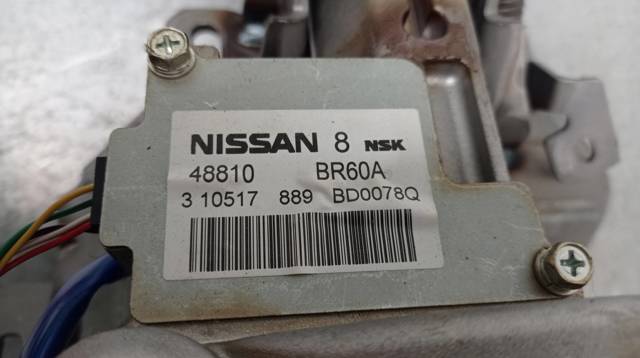 NISSAN 8 NSK
48810 BR60A
3 10517 889 BD0078Q